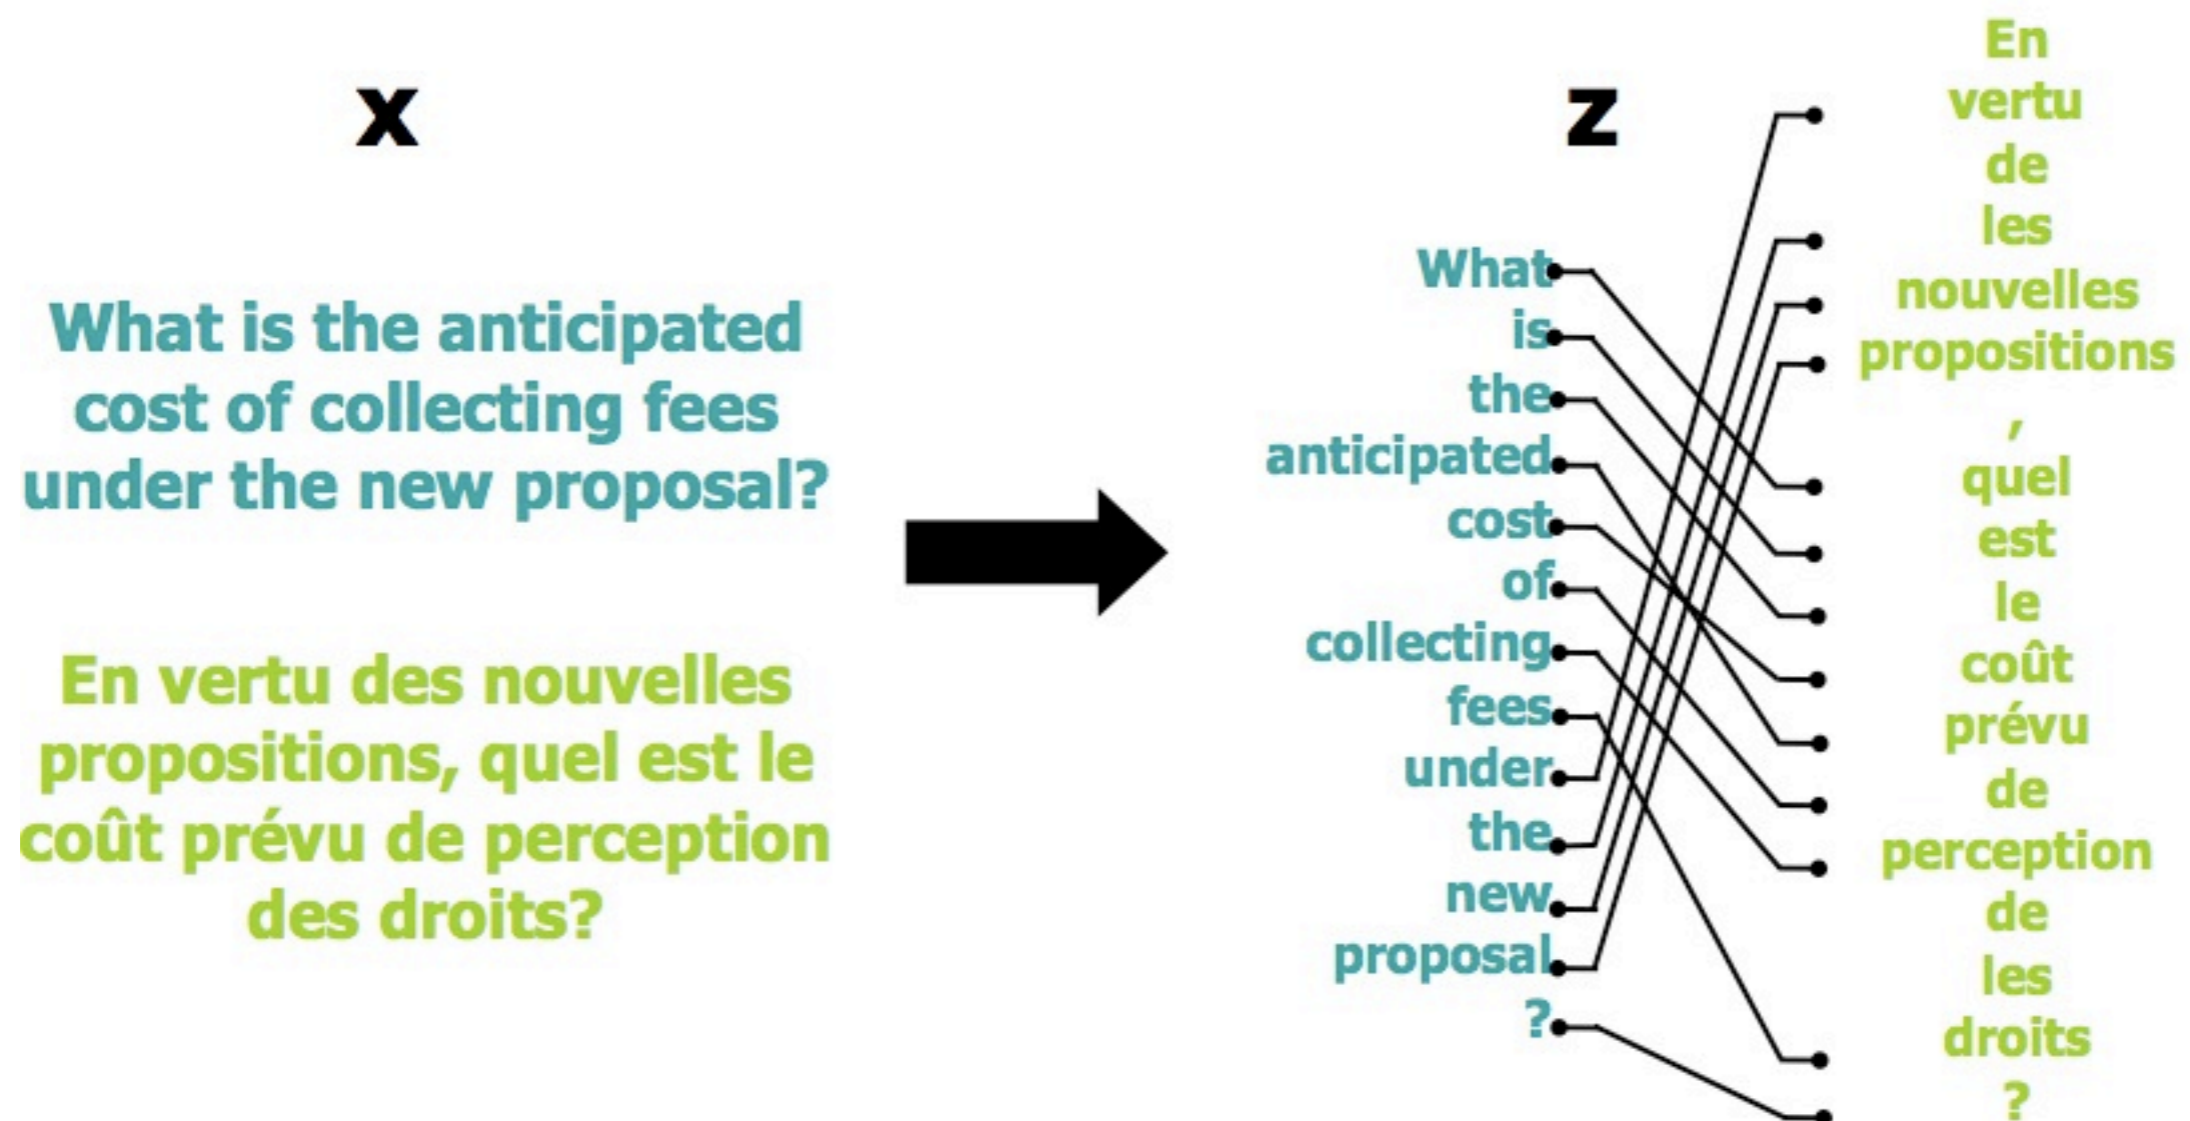 x
What is the anticipated
cost of collecting fees
under the new proposal?
En vertu des nouvelles
propositions, quel est le
coût prévu de perception
des droits?
z
What
is
the
anticipated
cost
of
collecting
fees
under
the
new
proposal
?
En
vertu
de
les
nouvelles
propositions
,
quel
est
le
coût
prévu
de
perception
de
les
droits
?